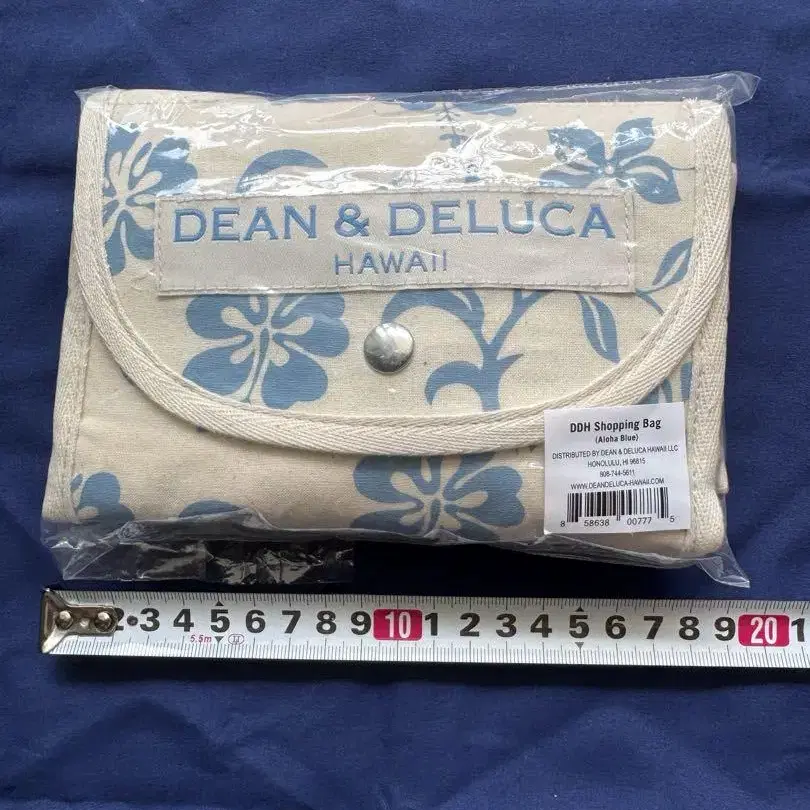 DEAN & DELUCA
HAWAII
DDH Shopping Bag
(Aloha Blue)
DISTRIBUTED BY DEAN & DELUCA HAWAII LLC
HONOLULU, HI 96815
808-744-5611
WWW.DEANDELUCA-HAWAII.COM
8 58638 00777 5
2 3 4 5 6 7 8 9 10 1 2 3 4 5 6 7 8 9 20 1
5.5m